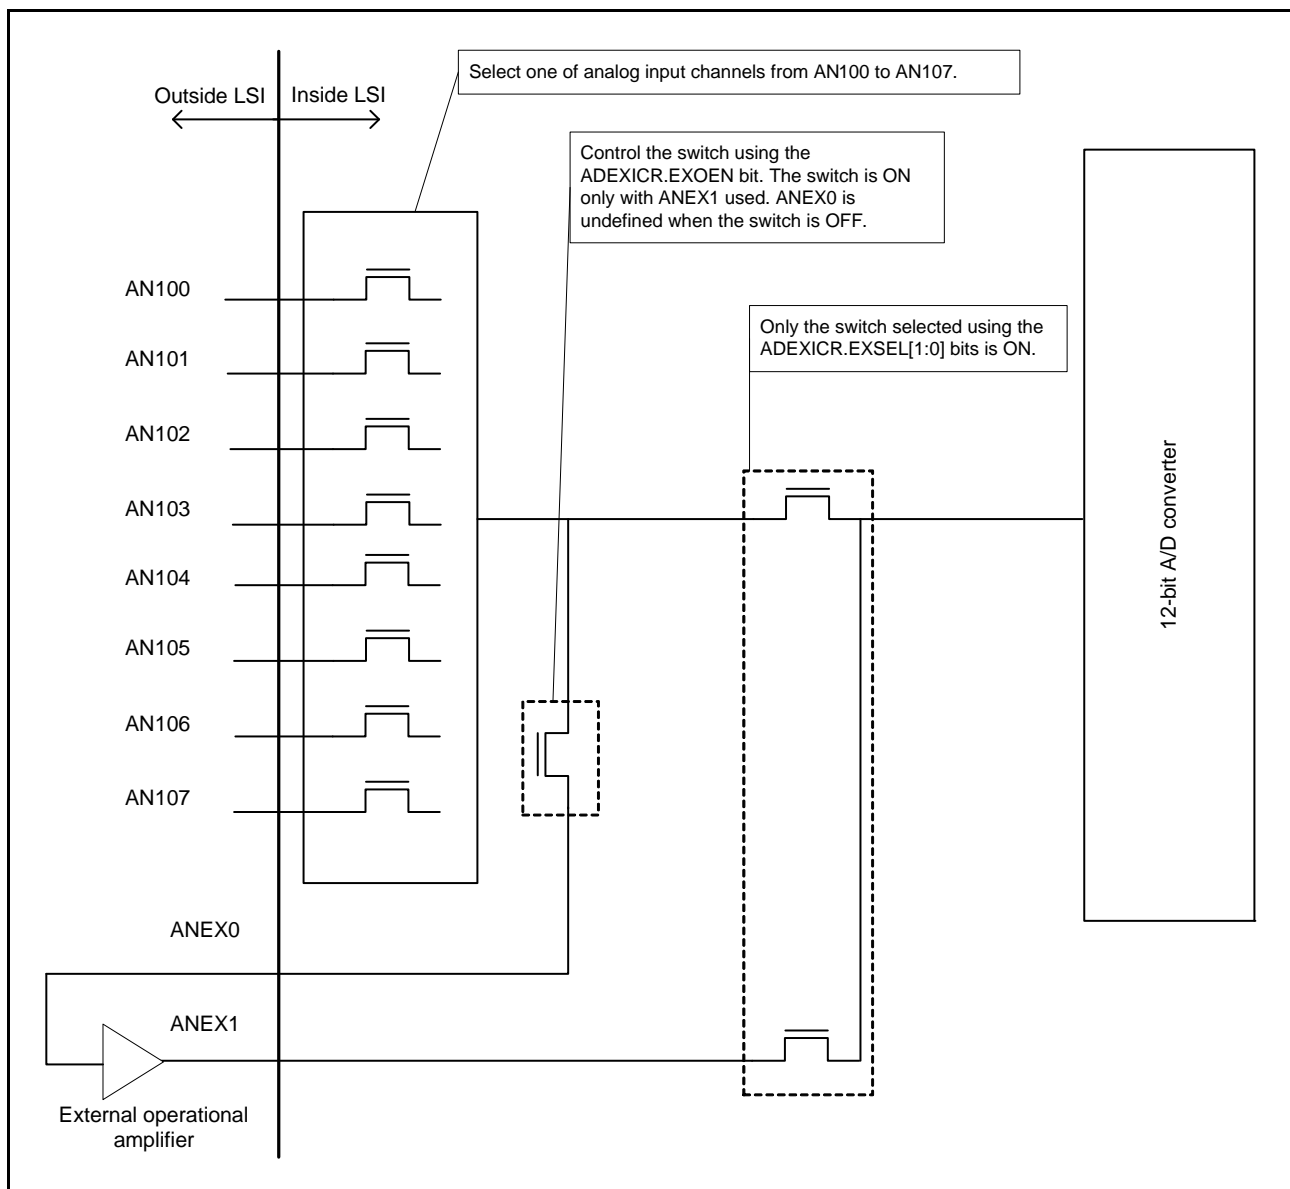 Select one of analog input channels from AN100 to AN107.
Outside LSI
Inside LSI
Control the switch using the
ADEXICR.EXOEN bit. The switch is ON
only with ANEX1 used. ANEX0 is
undefined when the switch is OFF.
AN100
Only the switch selected using the
ADEXICR.EXSEL[1:0] bits is ON.
AN101
AN102
AN103
AN104
AN105
AN106
AN107
12-bit A/D converter
ANEX0
ANEX1
External operational
amplifier